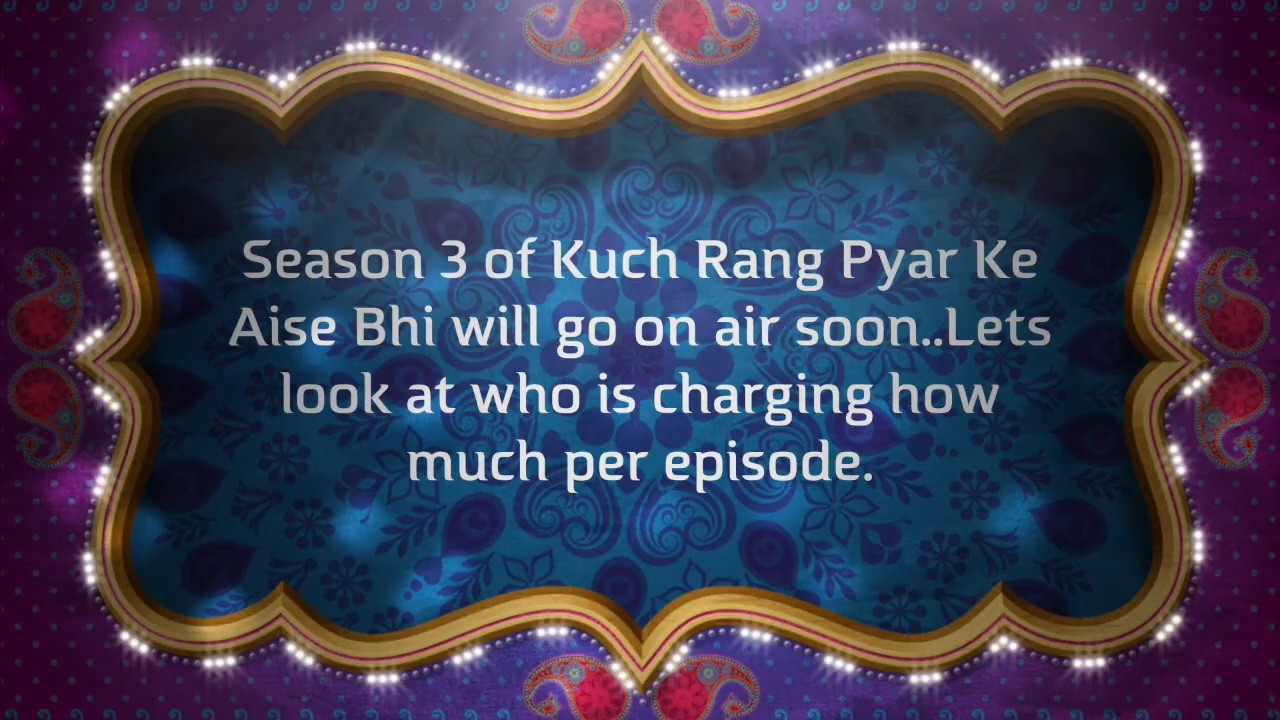 Season 3 of Kuch Rang Pyar Ke
Aise Bhi will go on air soon..Lets
look at who is charging how
much per episode.